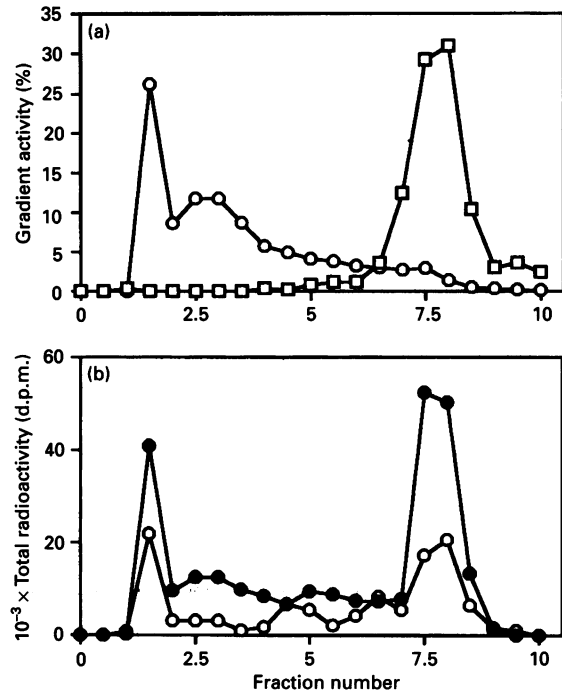 (a)
Gradient activity (%)
35
30
25
20
15
10
5
0
0 2.5 5 7.5 10
(b)
10⁻³ × Total radioactivity (d.p.m.)
60
40
20
0
0 2.5 5 7.5 10
Fraction number